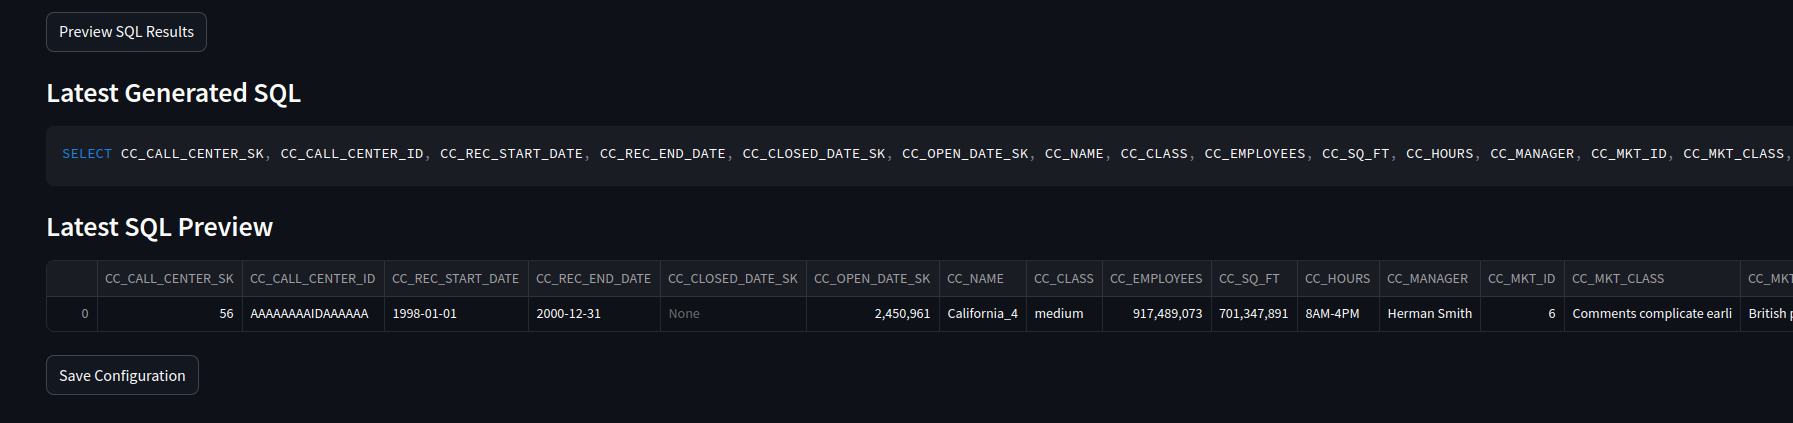 Preview SQL Results
Latest Generated SQL
SELECT CC_CALL_CENTER_SK, CC_CALL_CENTER_ID, CC_REC_START_DATE, CC_REC_END_DATE, CC_CLOSED_DATE_SK, CC_OPEN_DATE_SK, CC_NAME, CC_CLASS, CC_EMPLOYEES, CC_SQ_FT, CC_HOURS, CC_MANAGER, CC_MKT_ID, CC_MKT_CLASS,
Latest SQL Preview
CC_CALL_CENTER_SK CC_CALL_CENTER_ID CC_REC_START_DATE CC_REC_END_DATE CC_CLOSED_DATE_SK CC_OPEN_DATE_SK CC_NAME CC_CLASS CC_EMPLOYEES CC_SQ_FT CC_HOURS CC_MANAGER CC_MKT_ID CC_MKT_CLASS CC_MKT
0 56 AAAAAAAAIDAAAAAA 1998-01-01 2000-12-31 None 2,450,961 California_4 medium 917,489,073 701,347,891 8AM-4PM Herman Smith 6 Comments complicate earli British
Save Configuration